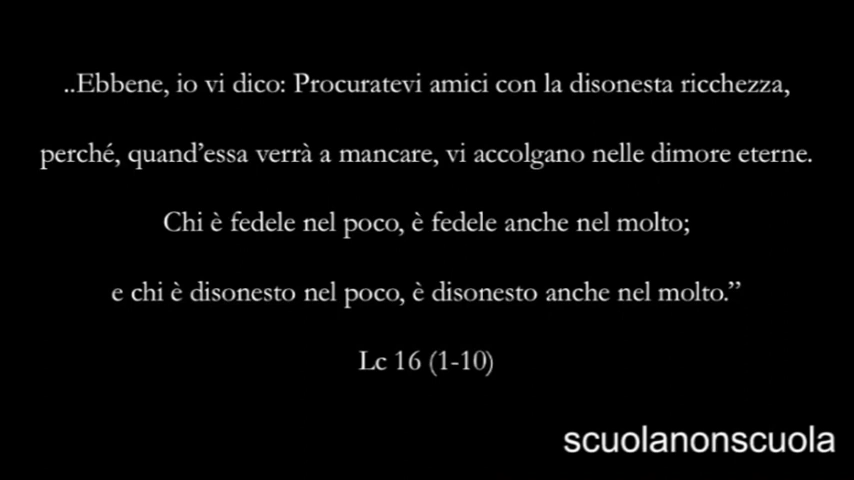 ..Ebbene, io vi dico: Procuratevi amici con la disonesta ricchezza,
perché, quand’essa verrà a mancare, vi accolgano nelle dimore eterne.
Chi è fedele nel poco, è fedele anche nel molto;
e chi è disonesto nel poco, è disonesto anche nel molto.”
Lc 16 (1-10)
scuolanonscuola